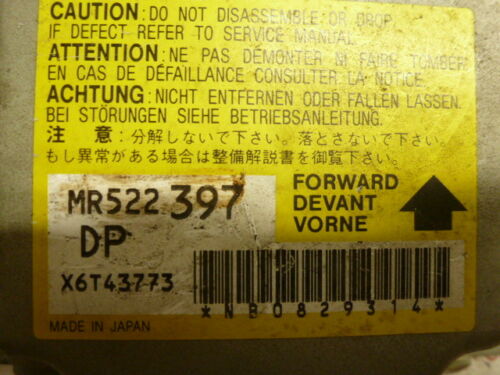 CAUTION: DO NOT DISASSEMBLE OR DROP.
IF DEFECT REFER TO SERVICE MANUAL.
ATTENTION: NE PAS DÉMONTER NI FAIRE TOMBER
EN CAS DE DÉFAILLANCE CONSULTER LA NOTICE.
ACHTUNG: NICHT ENTFERNEN ODER FALLEN LASSEN.
BEI STÖRUNGEN SIEHE BETRIEBSANLEITUNG.
注 意:分解しないで下さい。落とさないで下さい
もし異常がある場合は整備解説書を御覧下さい。
MR522397
DP
X6T43773
FORWARD
DEVANT
VORNE
*NB0829314*
MADE IN JAPAN